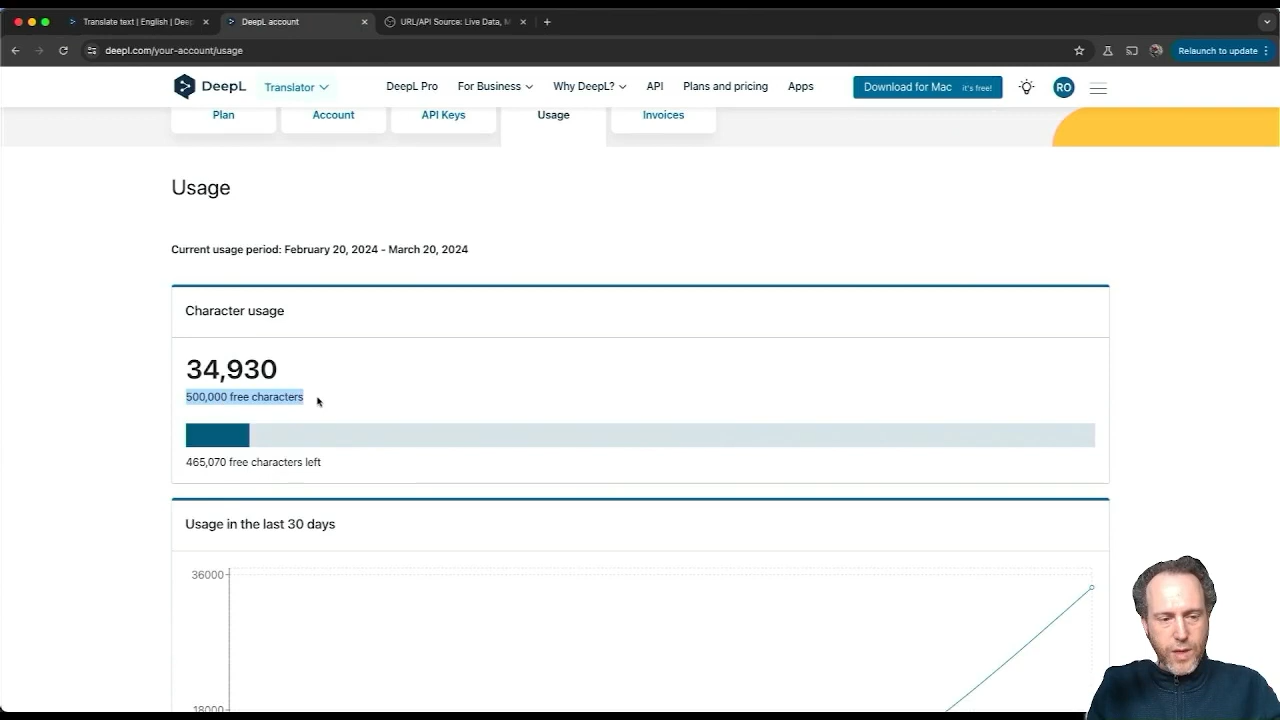 Translate text | English | Deep
DeepL account
URL/API Source: Live Data, M
deepl.com/your-account/usage
Relaunch to update
DeepL
Translator
DeepL Pro
For Business
Why DeepL?
API
Plans and pricing
Apps
Download for Mac it's free!
RO
Plan
Account
API Keys
Usage
Invoices
Usage
Current usage period: February 20, 2024 - March 20, 2024
Character usage
34,930
500,000 free characters
465,070 free characters left
Usage in the last 30 days
36000
18000